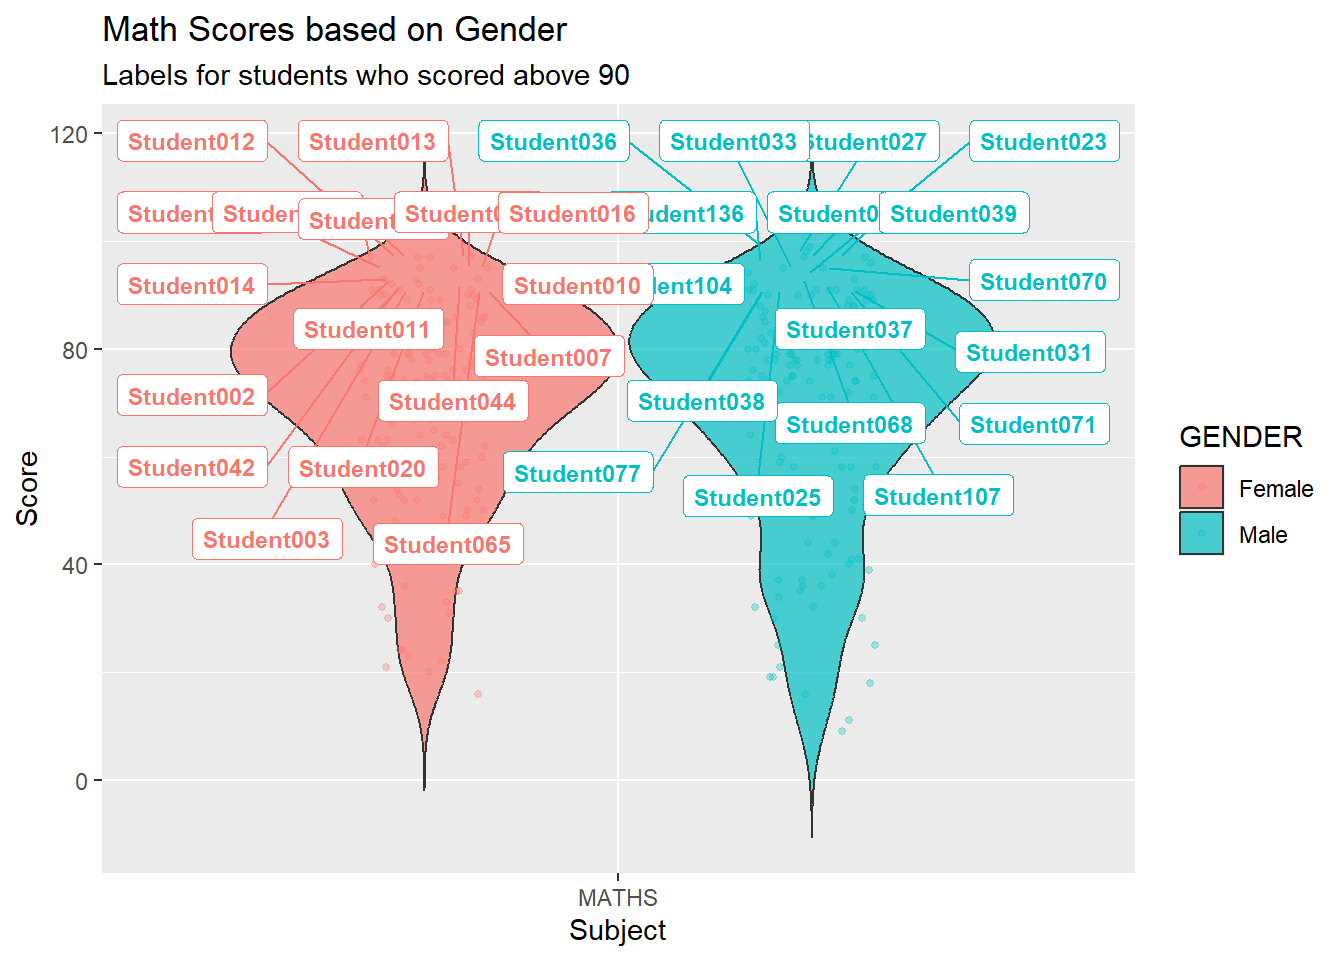 Math Scores based on Gender
Labels for students who scored above 90
120
80
40
0
Score
Student012
Student013
Student036
Student033
Student027
Student023
Student016
Student039
Student014
Student010
Student070
Student011
Student037
Student007
Student031
Student002
Student044
Student038
Student068
Student071
Student042
Student020
Student077
Student025
Student107
Student003
Student065
MATHS
Subject
GENDER
Female
Male